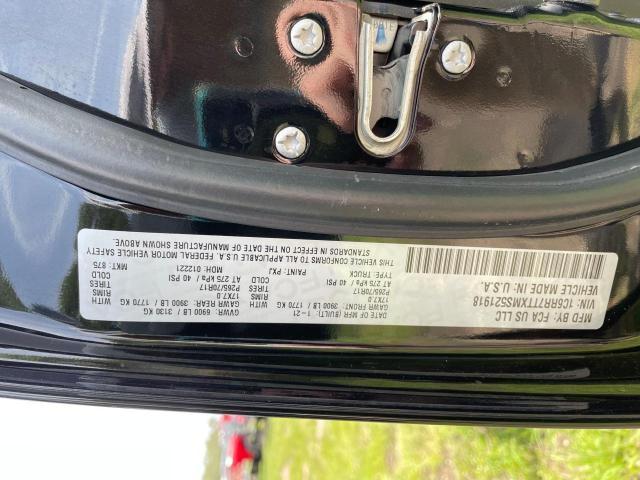 MFG BY: FCA US LLC
VEHICLE MADE IN: U.S.A.
VIN: 1C6RR7TXMS521918
DATE OF MFR (BUILT): 1-21 GVWR: 6900 LB / 3130 KG
GAWR FRONT: 3900 LB / 1770 KG WITH
17X7.0 RIMS
P265/70R17 TIRES
AT 275 kPa / 40 PSI COLD
GAWR REAR: 3900 LB / 1770 KG WITH
17X7.0 RIMS
P265/70R17 TIRES
AT 275 kPa / 40 PSI COLD
TYPE: TRUCK
PAINT: PXJ MDH: 012221 MKT: 875
THIS VEHICLE CONFORMS TO ALL APPLICABLE U.S.A. FEDERAL MOTOR VEHICLE SAFETY
STANDARDS IN EFFECT ON THE DATE OF MANUFACTURE SHOWN ABOVE.